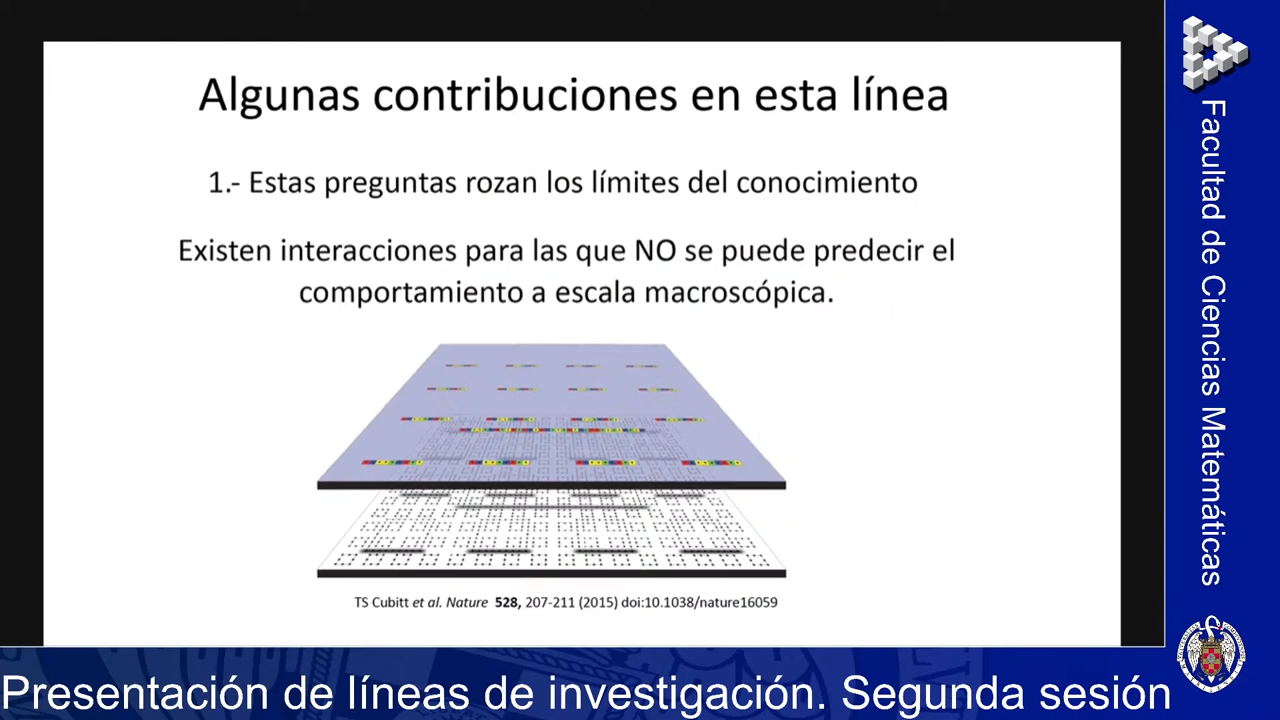 Algunas contribuciones en esta línea
1.- Estas preguntas rozan los límites del conocimiento
Existen interacciones para las que NO se puede predecir el
comportamiento a escala macroscópica.
TS Cubitt et al. Nature 528, 207-211 (2015) doi:10.1038/nature16059
Facultad de Ciencias Matemáticas
Presentación de líneas de investigación. Segunda sesión